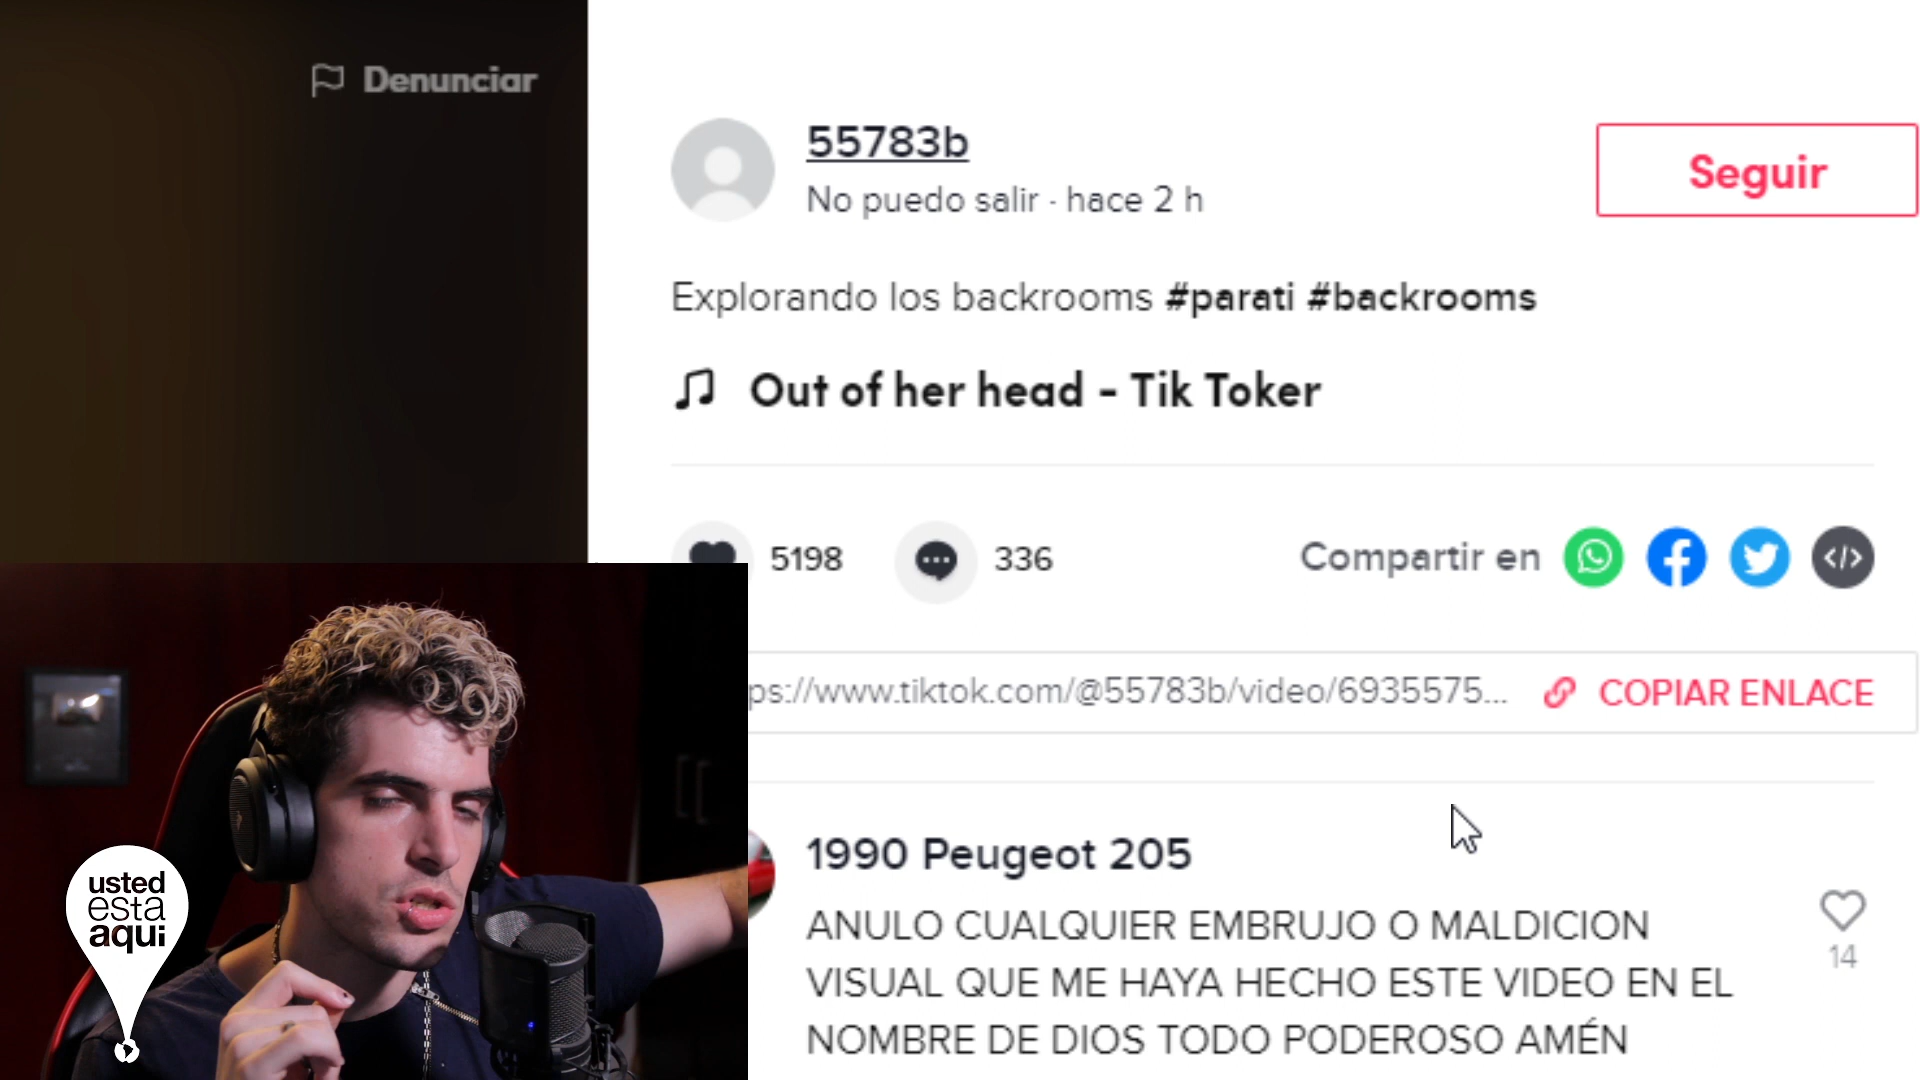 Denunciar
55783b
No puedo salir · hace 2 h
Seguir
Explorando los backrooms #parati #backrooms
Out of her head - Tik Toker
5198
336
Compartir en
ps://www.tiktok.com/@55783b/video/6935575...
COPIAR ENLACE
1990 Peugeot 205
ANULO CUALQUIER EMBRUJO O MALDICION
VISUAL QUE ME HAYA HECHO ESTE VIDEO EN EL
NOMBRE DE DIOS TODO PODEROSO AMÉN
14
usted
esta
aqui